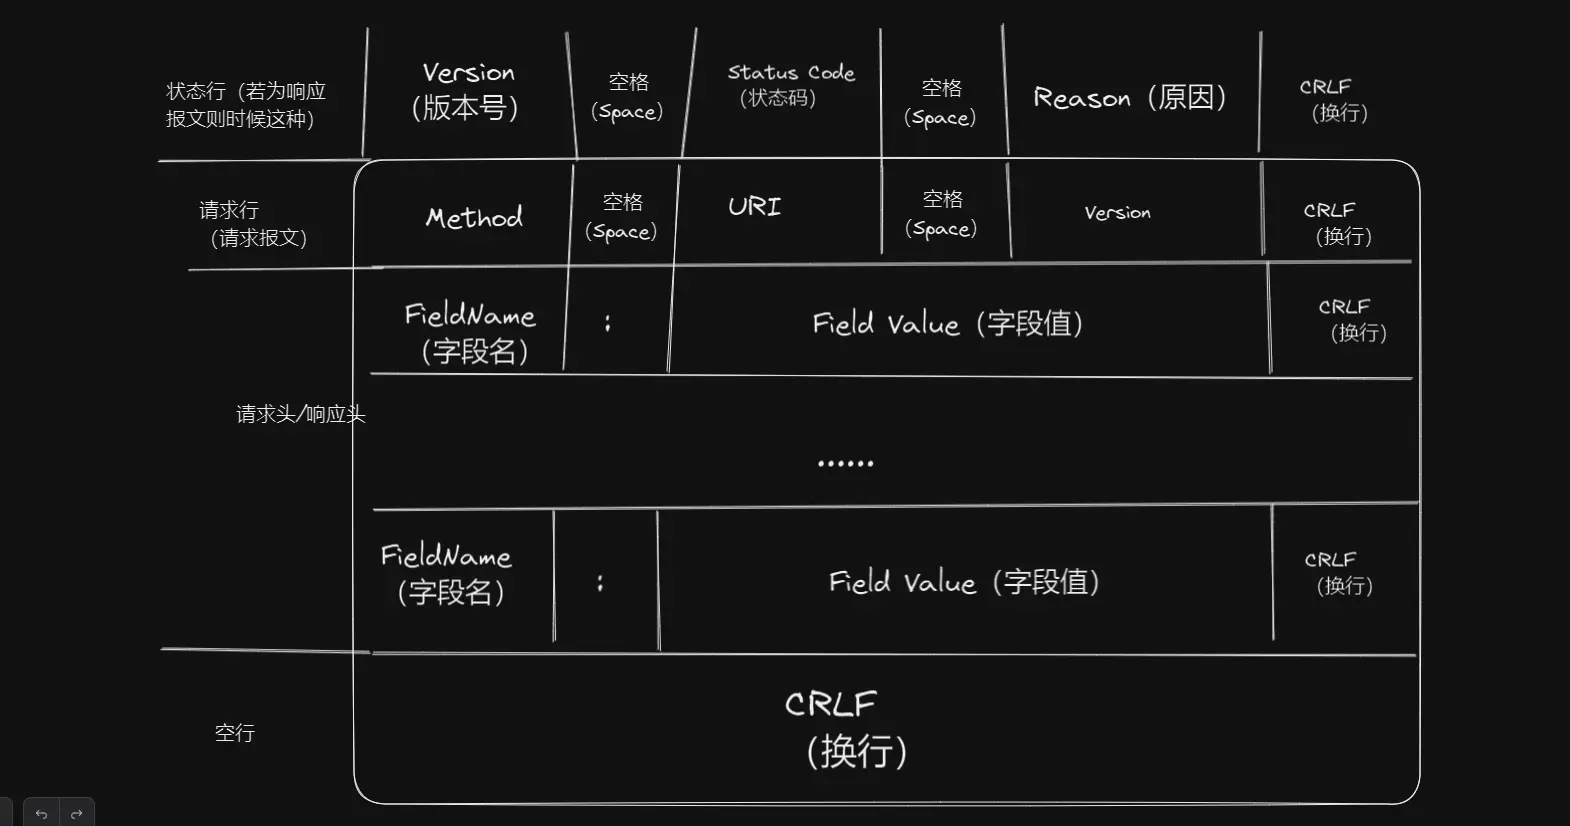 状态行（若为响应
报文则时候这种）
Version
（版本号）
空格
（Space）
Status Code
（状态码）
空格
（Space）
Reason（原因）
CRLF
（换行）
请求行
（请求报文）
Method
空格
（Space）
URI
空格
（Space）
Version
CRLF
（换行）
FieldName
（字段名）
:
Field Value（字段值）
CRLF
（换行）
请求头/响应头
......
FieldName
（字段名）
:
Field Value（字段值）
CRLF
（换行）
空行
CRLF
（换行）